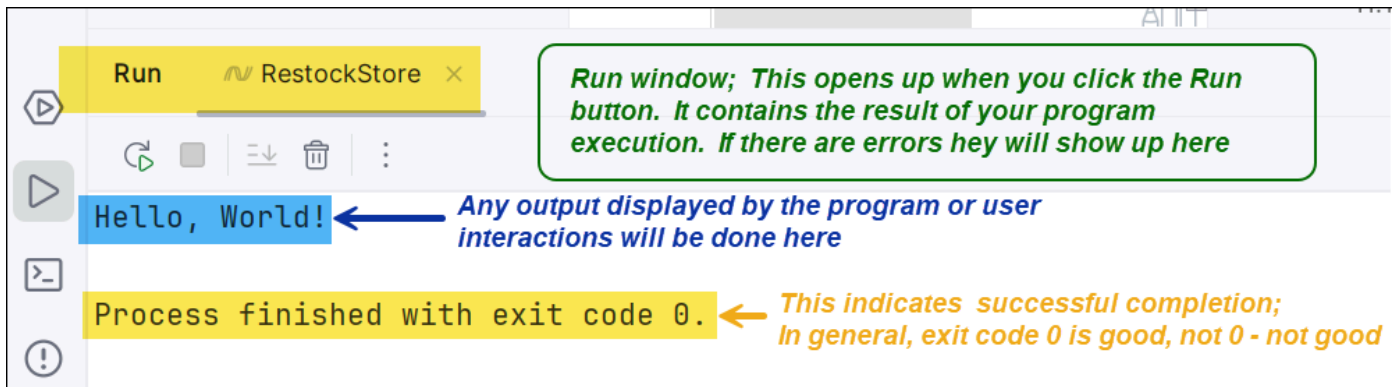 Run RestockStore
Run window; This opens up when you click the Run
button. It contains the result of your program
execution. If there are errors hey will show up here
Hello, World!
Any output displayed by the program or user
interactions will be done here
Process finished with exit code 0.
This indicates successful completion;
In general, exit code 0 is good, not 0 - not good